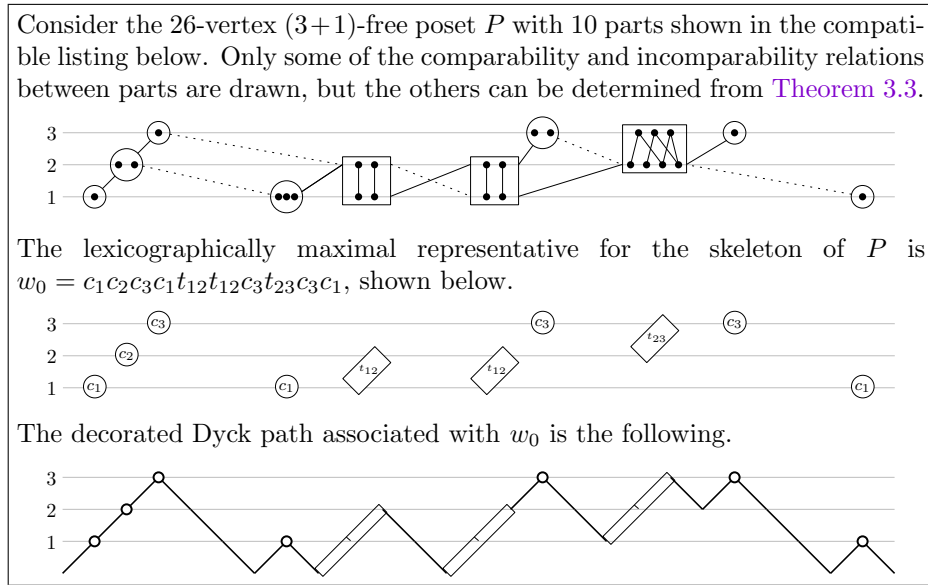 Consider the 26-vertex (3+1)-free poset P with 10 parts shown in the compati-
ble listing below. Only some of the comparability and incomparability relations
between parts are drawn, but the others can be determined from Theorem 3.3.
3
2
1
The lexicographically maximal representative for the skeleton of P is
w₀ = c₁c₂c₃c₁t₁₂t₁₂c₃t₂₃c₃c₁, shown below.
3 c₃ c₃ t₂₃ c₃
2 c₂ t₁₂ t₁₂
1 c₁ c₁ c₁
The decorated Dyck path associated with w₀ is the following.
3
2
1